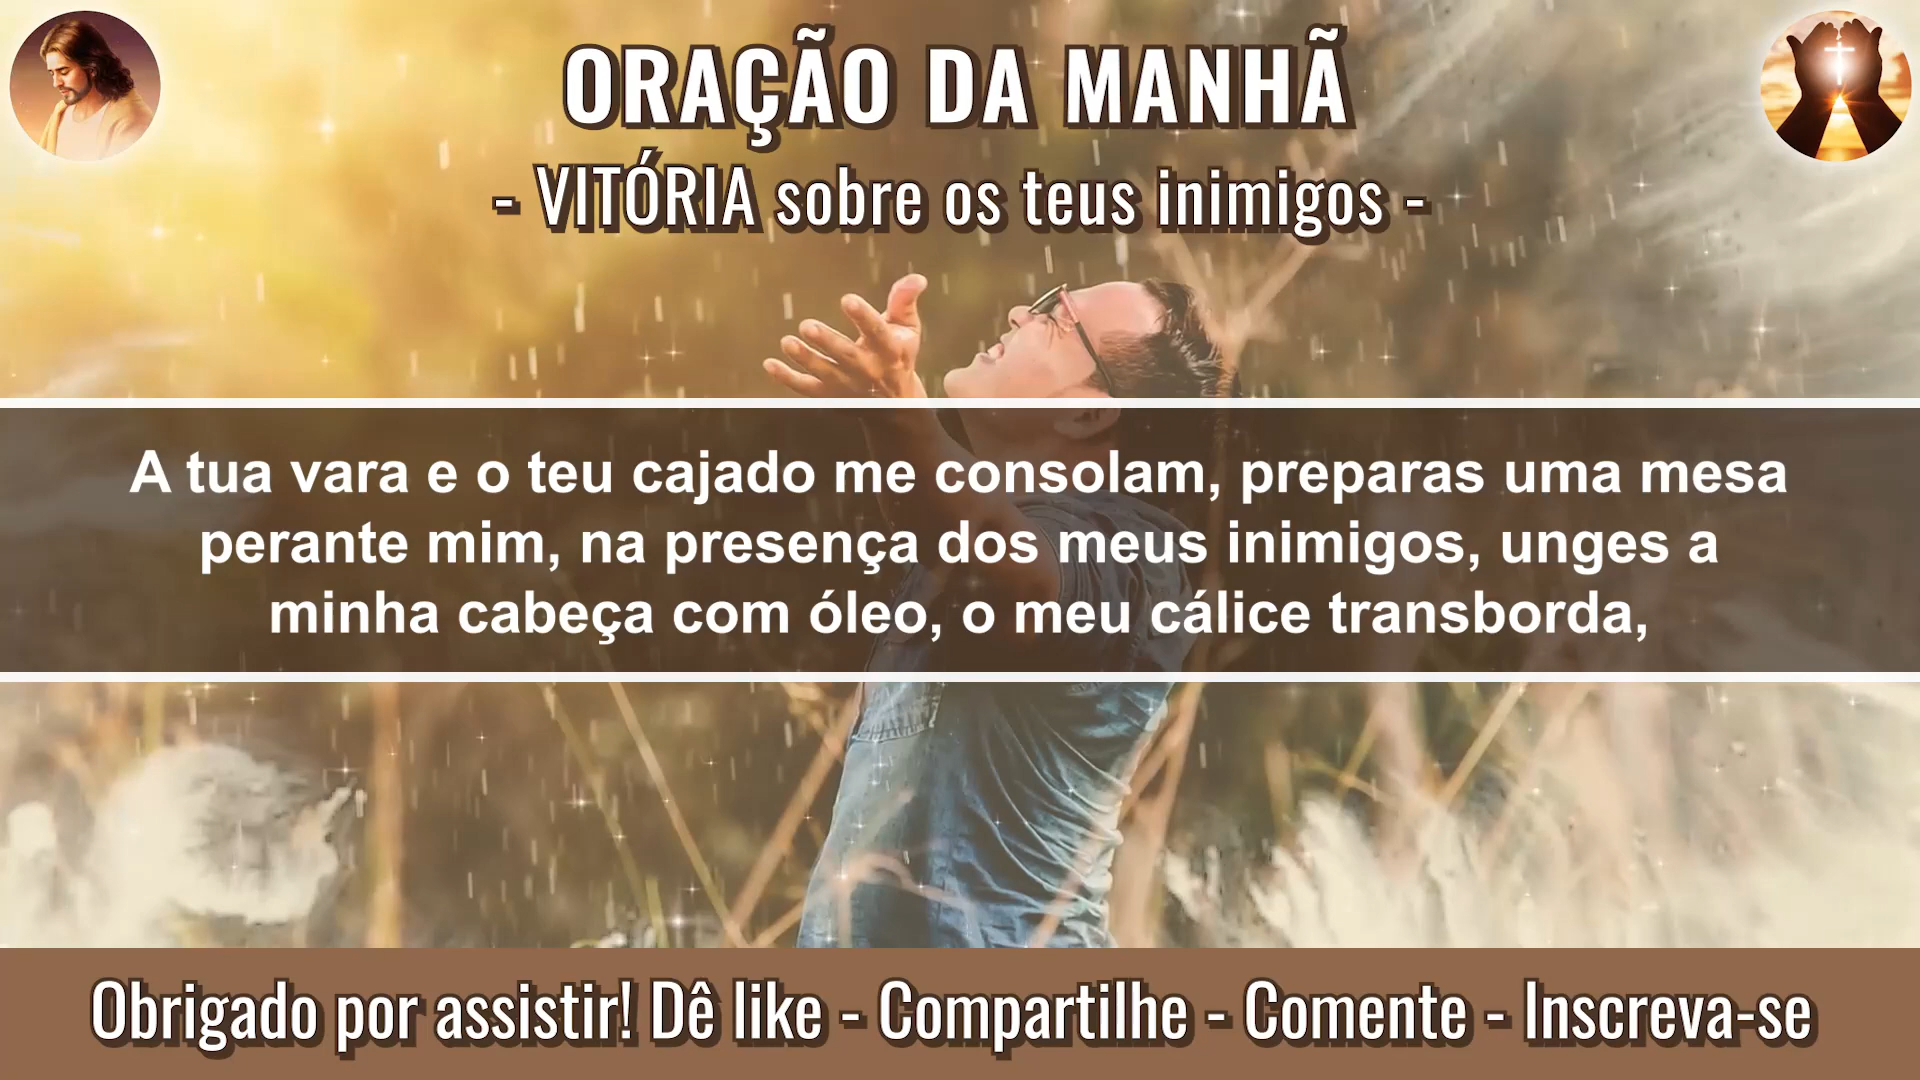 ORAÇÃO DA MANHÃ
- VITÓRIA sobre os teus inimigos -
A tua vara e o teu cajado me consolam, preparas uma mesa
perante mim, na presença dos meus inimigos, unges a
minha cabeça com óleo, o meu cálice transborda,
Obrigado por assistir! Dê like - Compartilhe - Comente - Inscreva-se